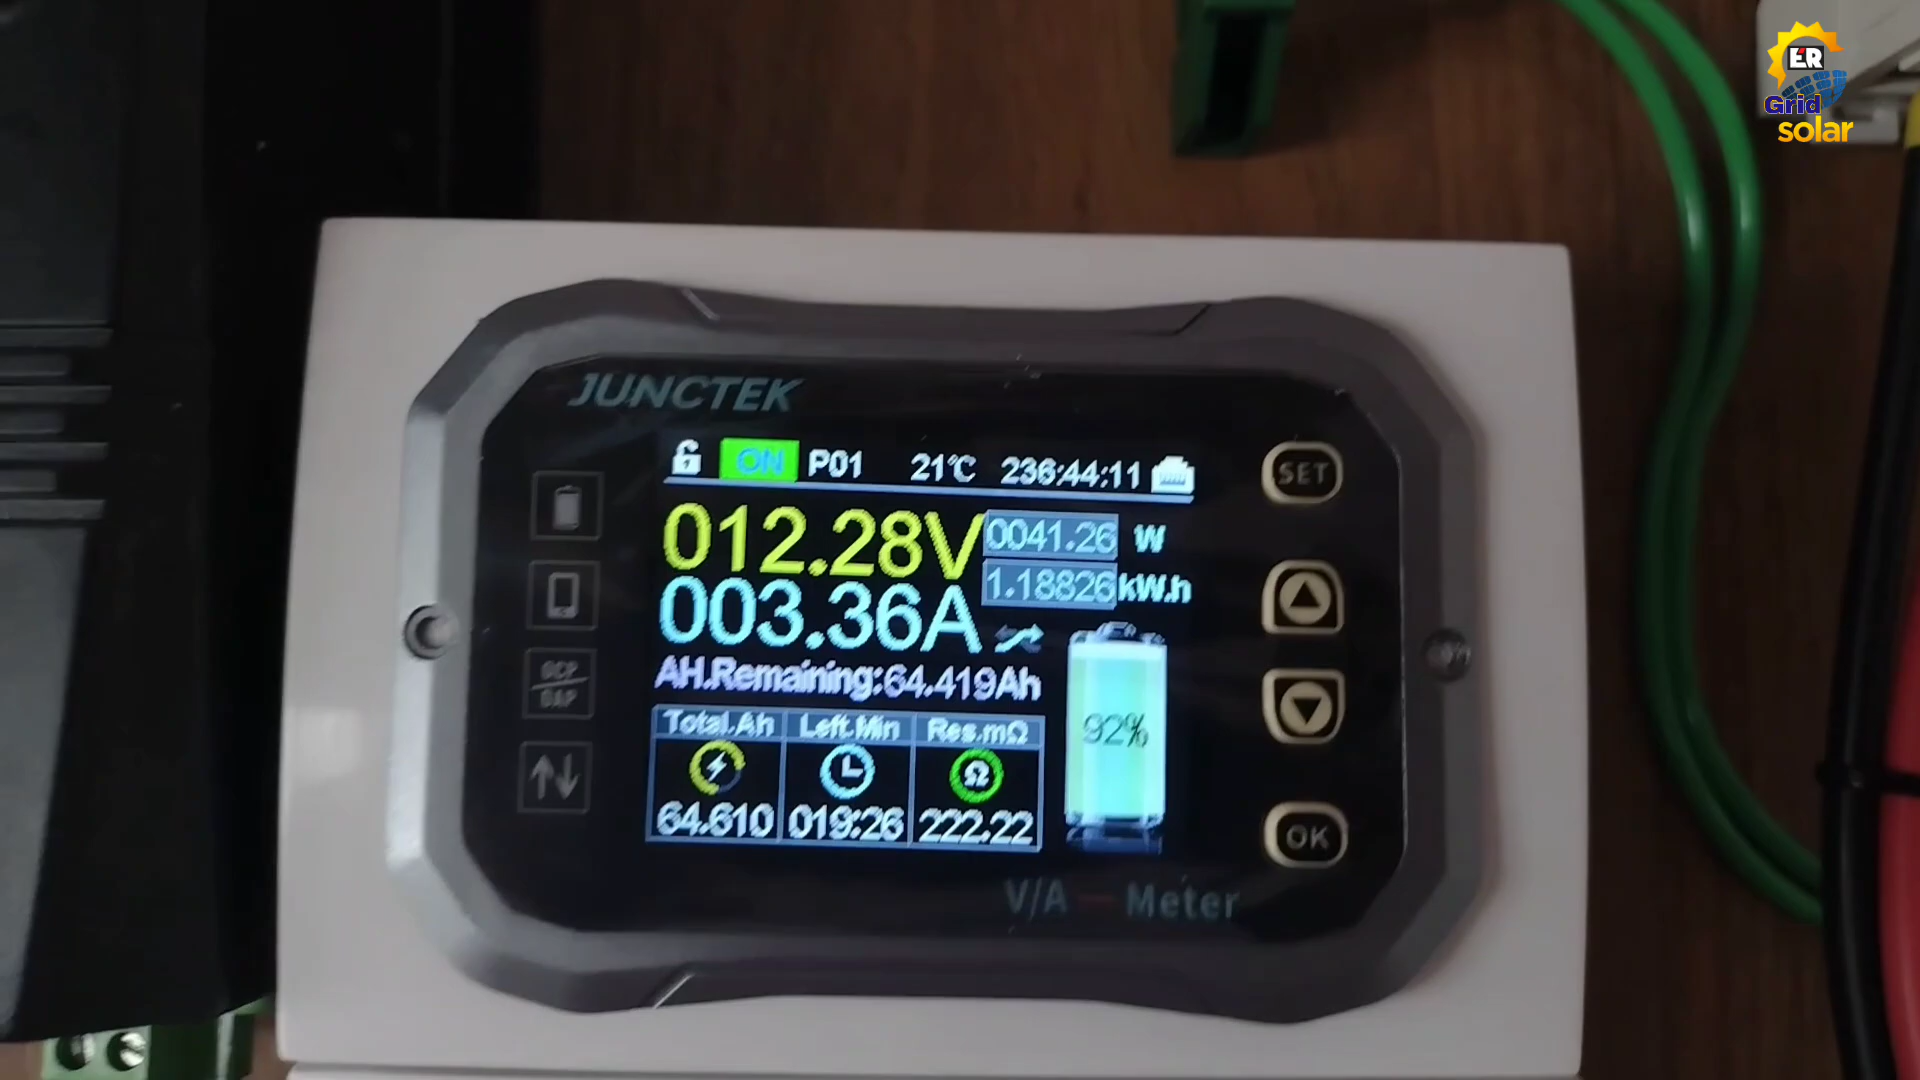 ER
Grid
solar
JUNCTEK
ON P01 21℃ 236:44:11
012.28V 0041.26 W
003.36A 1.18826 kW.h
AH.Remaining:64.419Ah
Total.Ah Left.Min Res.mΩ
92%
64.610 019:26 222.22
SET
OCP
OAP
OK
V/A — Meter